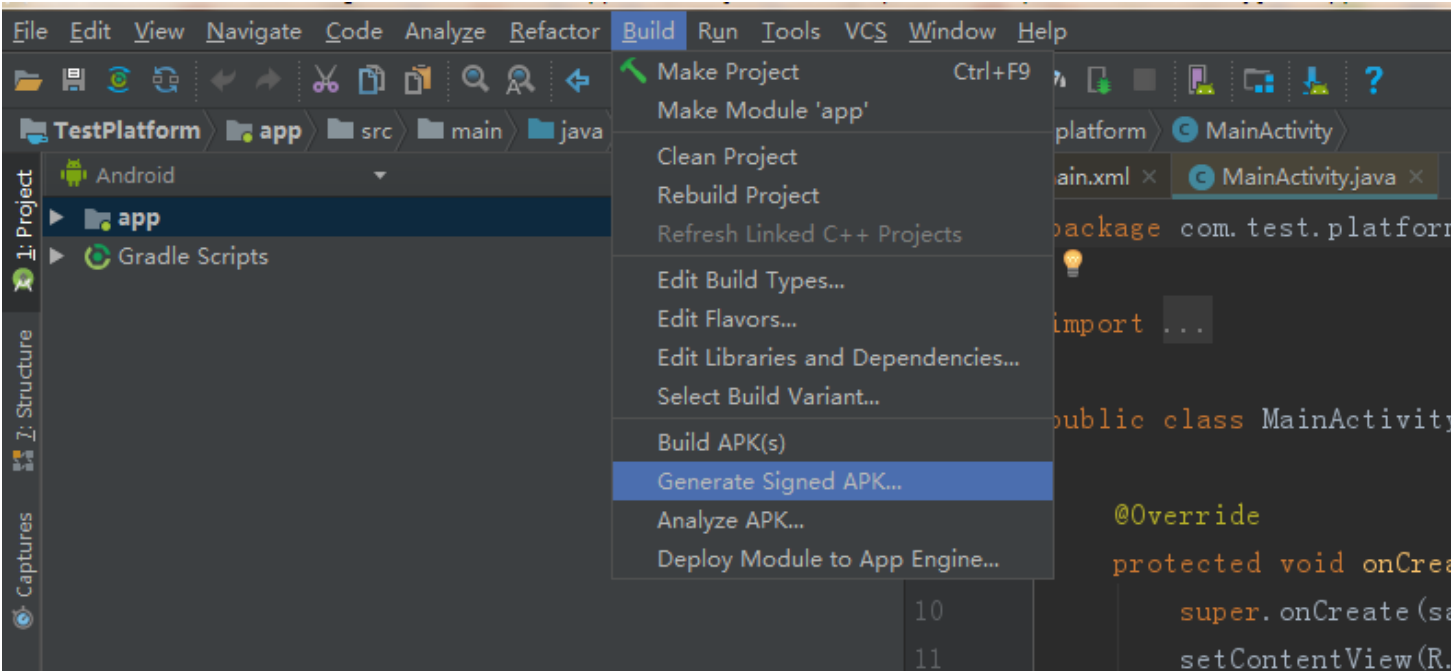 File Edit View Navigate Code Analyze Refactor Build Run Tools VCS Window Help
Make Project Ctrl+F9
Make Module 'app'
TestPlatform app src main java platform MainActivity
Clean Project
Android
ain.xml MainActivity.java
Rebuild Project
1: Project
app
package com.test.platform
Refresh Linked C++ Projects
Gradle Scripts
Edit Build Types...
Edit Flavors...
import ...
Edit Libraries and Dependencies...
7: Structure
Select Build Variant...
public class MainActivity
Build APK(s)
Generate Signed APK...
Analyze APK...
@Override
Captures
Deploy Module to App Engine...
protected void onCrea
10 super.onCreate(sa
11 setContentView(R.